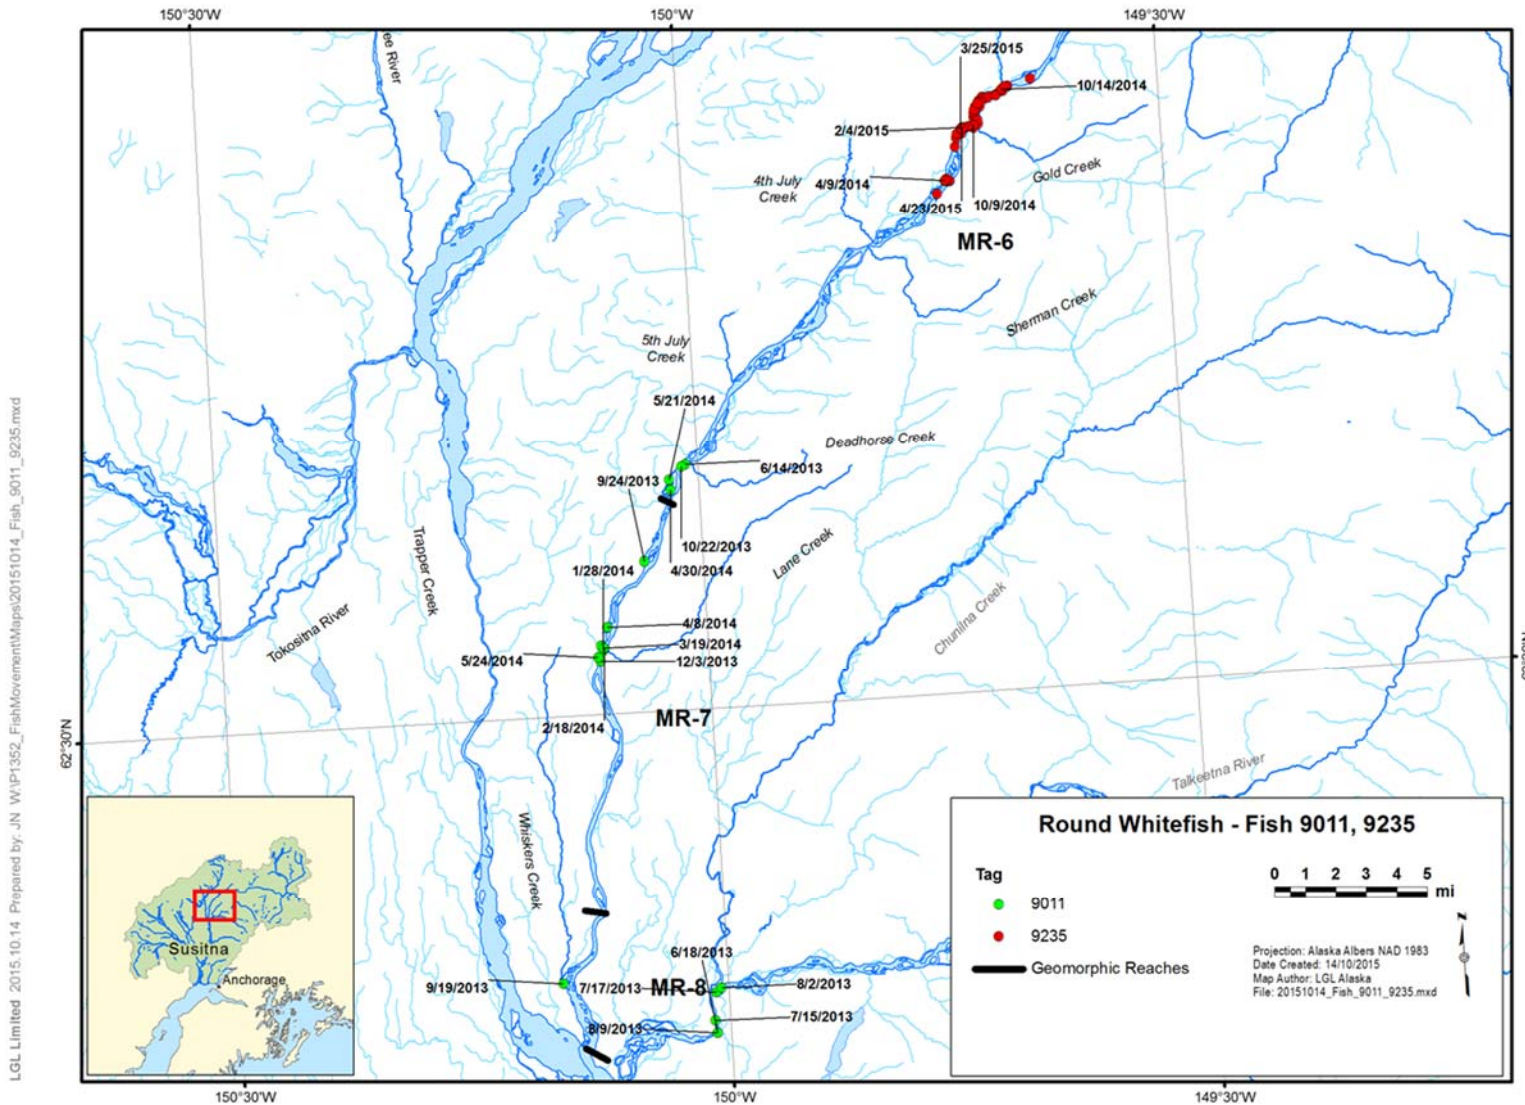 150°30'W
150°W
149°30'W
ee River
3/25/2015
10/14/2014
2/4/2015
Gold Creek
4th July
Creek
4/9/2014
4/23/2015
10/9/2014
MR-6
Sherman Creek
5th July
Creek
5/21/2014
Deadhorse Creek
6/14/2013
9/24/2013
10/22/2013
Trapper Creek
Lane Creek
1/28/2014
4/30/2014
Chunilna Creek
Tokositna River
4/8/2014
3/19/2014
5/24/2014
12/3/2013
MR-7
2/18/2014
62°30'N
Talkeetna River
Whiskers Creek
6/18/2013
9/19/2013
7/17/2013
MR-8
8/2/2013
7/15/2013
8/9/2013
Susitna
Anchorage
Round Whitefish - Fish 9011, 9235
Tag
9011
9235
Geomorphic Reaches
0 1 2 3 4 5
mi
Projection: Alaska Albers NAD 1983
Date Created: 14/10/2015
Map Author: LGL Alaska
File: 20151014_Fish_9011_9235.mxd
150°30'W
150°W
149°30'W
LGL Limited 2015.10.14 Prepared by: JN W:\P1352_FishMovement\Maps\20151014_Fish_9011_9235.mxd